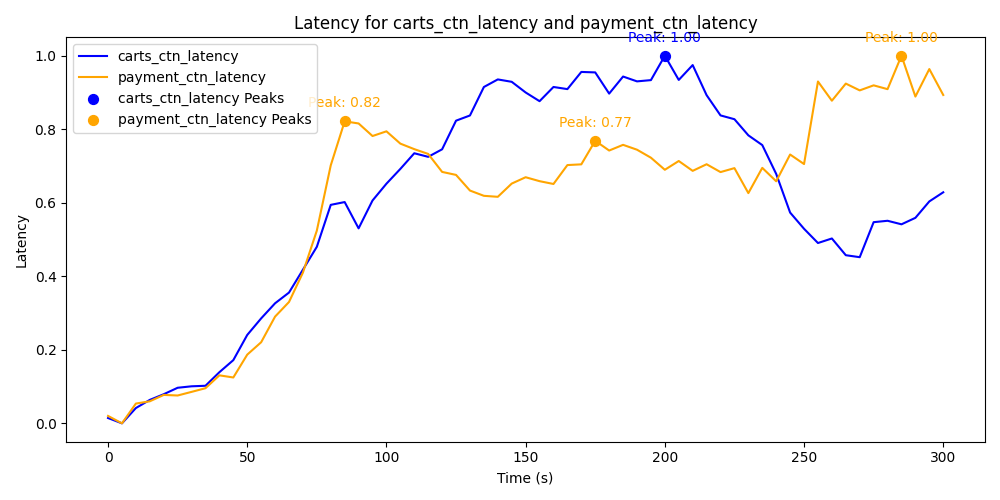 Latency for carts_ctn_latency and payment_ctn_latency
Peak: 1.00
Peak: 1.00
carts_ctn_latency
payment_ctn_latency
carts_ctn_latency Peaks
payment_ctn_latency Peaks
Peak: 0.82
Peak: 0.77
Latency
1.0
0.8
0.6
0.4
0.2
0.0
0
50
100
150
200
250
300
Time (s)